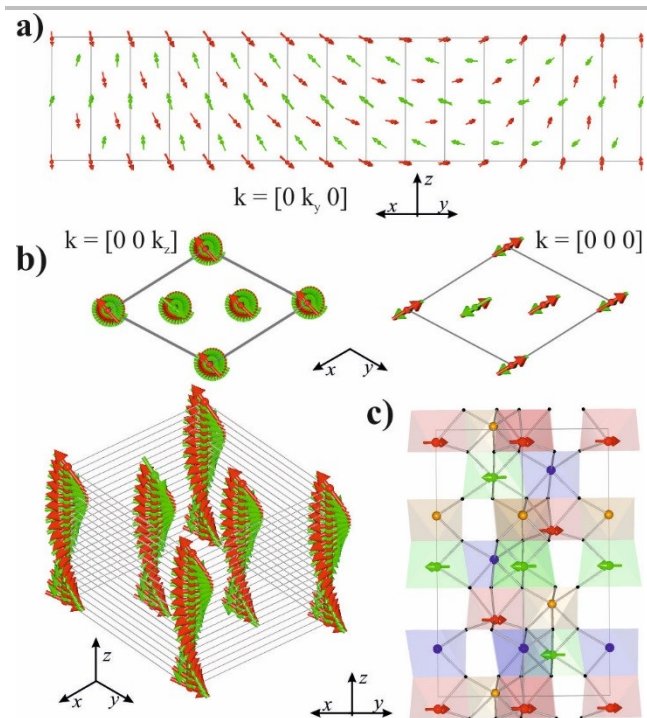 a)
k = [0 k_y 0]
z
x y
b)
k = [0 0 k_z]
k = [0 0 0]
x y
c)
z
x y
z
x y